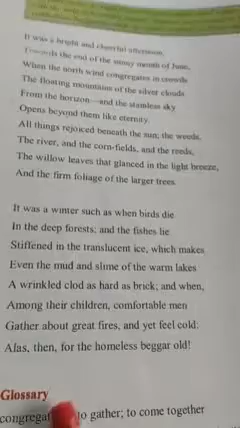 It was a bright and cheerful afternoon,
Towards the end of the sunny month of June,
When the north wind congregates in crowds
The floating mountains of the silver clouds
From the horizon—and the stainless sky
Opens beyond them like eternity.
All things rejoiced beneath the sun; the weeds,
The river, and the corn-fields, and the reeds;
The willow leaves that glanced in the light breeze,
And the firm foliage of the larger trees.
It was a winter such as when birds die
In the deep forests; and the fishes lie
Stiffened in the translucent ice, which makes
Even the mud and slime of the warm lakes
A wrinkled clod as hard as brick; and when,
Among their children, comfortable men
Gather about great fires, and yet feel cold:
Alas, then, for the homeless beggar old!
Glossary
congregat to gather; to come together